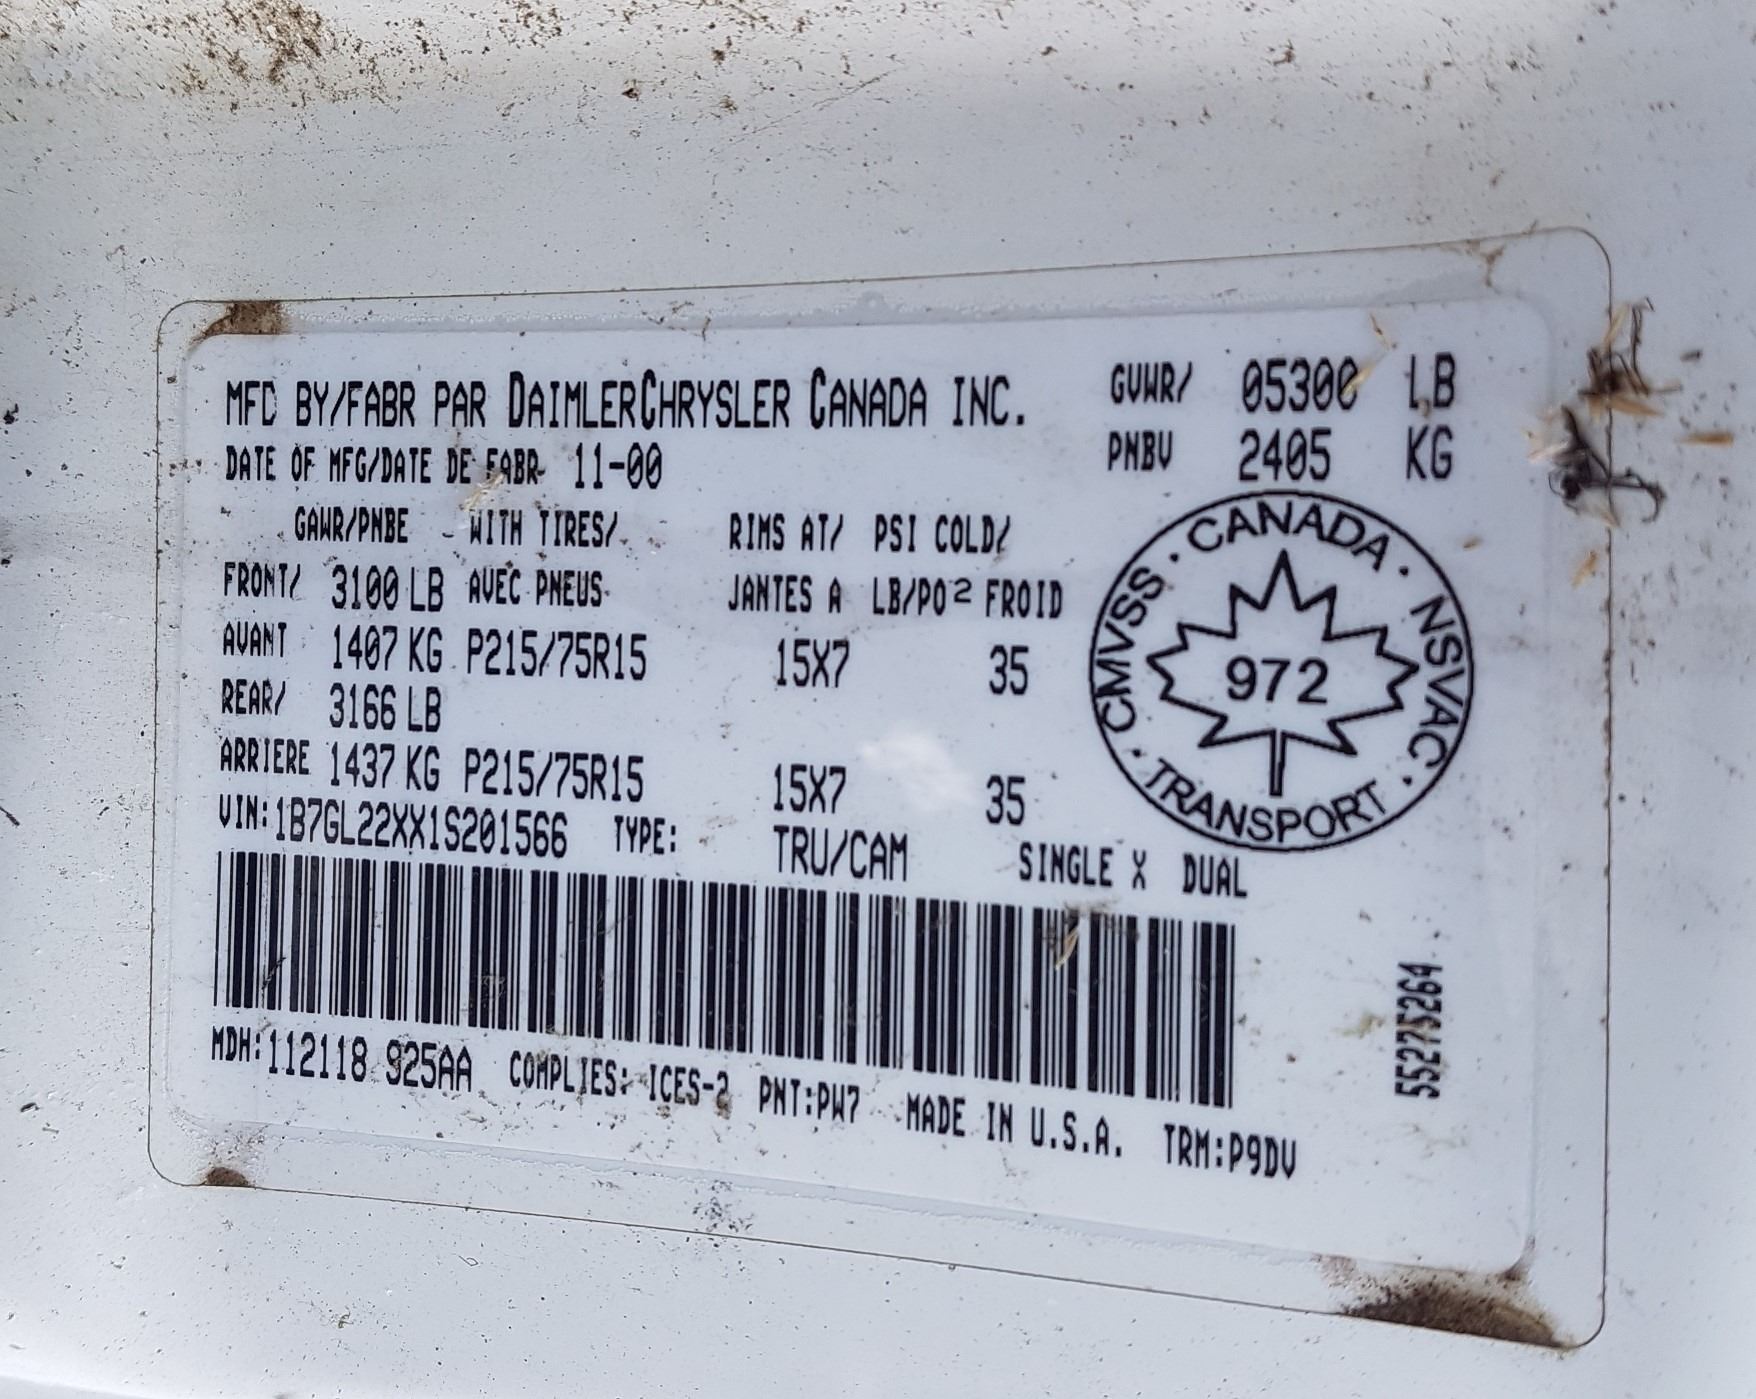 MFD BY/FABR PAR DAIMLERCHRYSLER CANADA INC. GVWR/ 05300 LB
DATE OF MFG/DATE DE FABR 11-00 PNBV 2405 KG
GAWR/PNBE WITH TIRES/ RIMS AT/ PSI COLD/
FRONT/ 3100 LB AVEC PNEUS JANTES A LB/PO² FROID
AVANT 1407 KG P215/75R15 15X7 35
REAR/ 3166 LB
ARRIERE 1437 KG P215/75R15 15X7 35
VIN:1B7GL22XX1S201566 TYPE: TRU/CAM SINGLE X DUAL
CANADA · NSVAC · TRANSPORT · CMVSS ·
972
MDH:112118 925AA COMPLIES: ICES-2 PNT:PW7 MADE IN U.S.A. TRM:P9DV
55275264